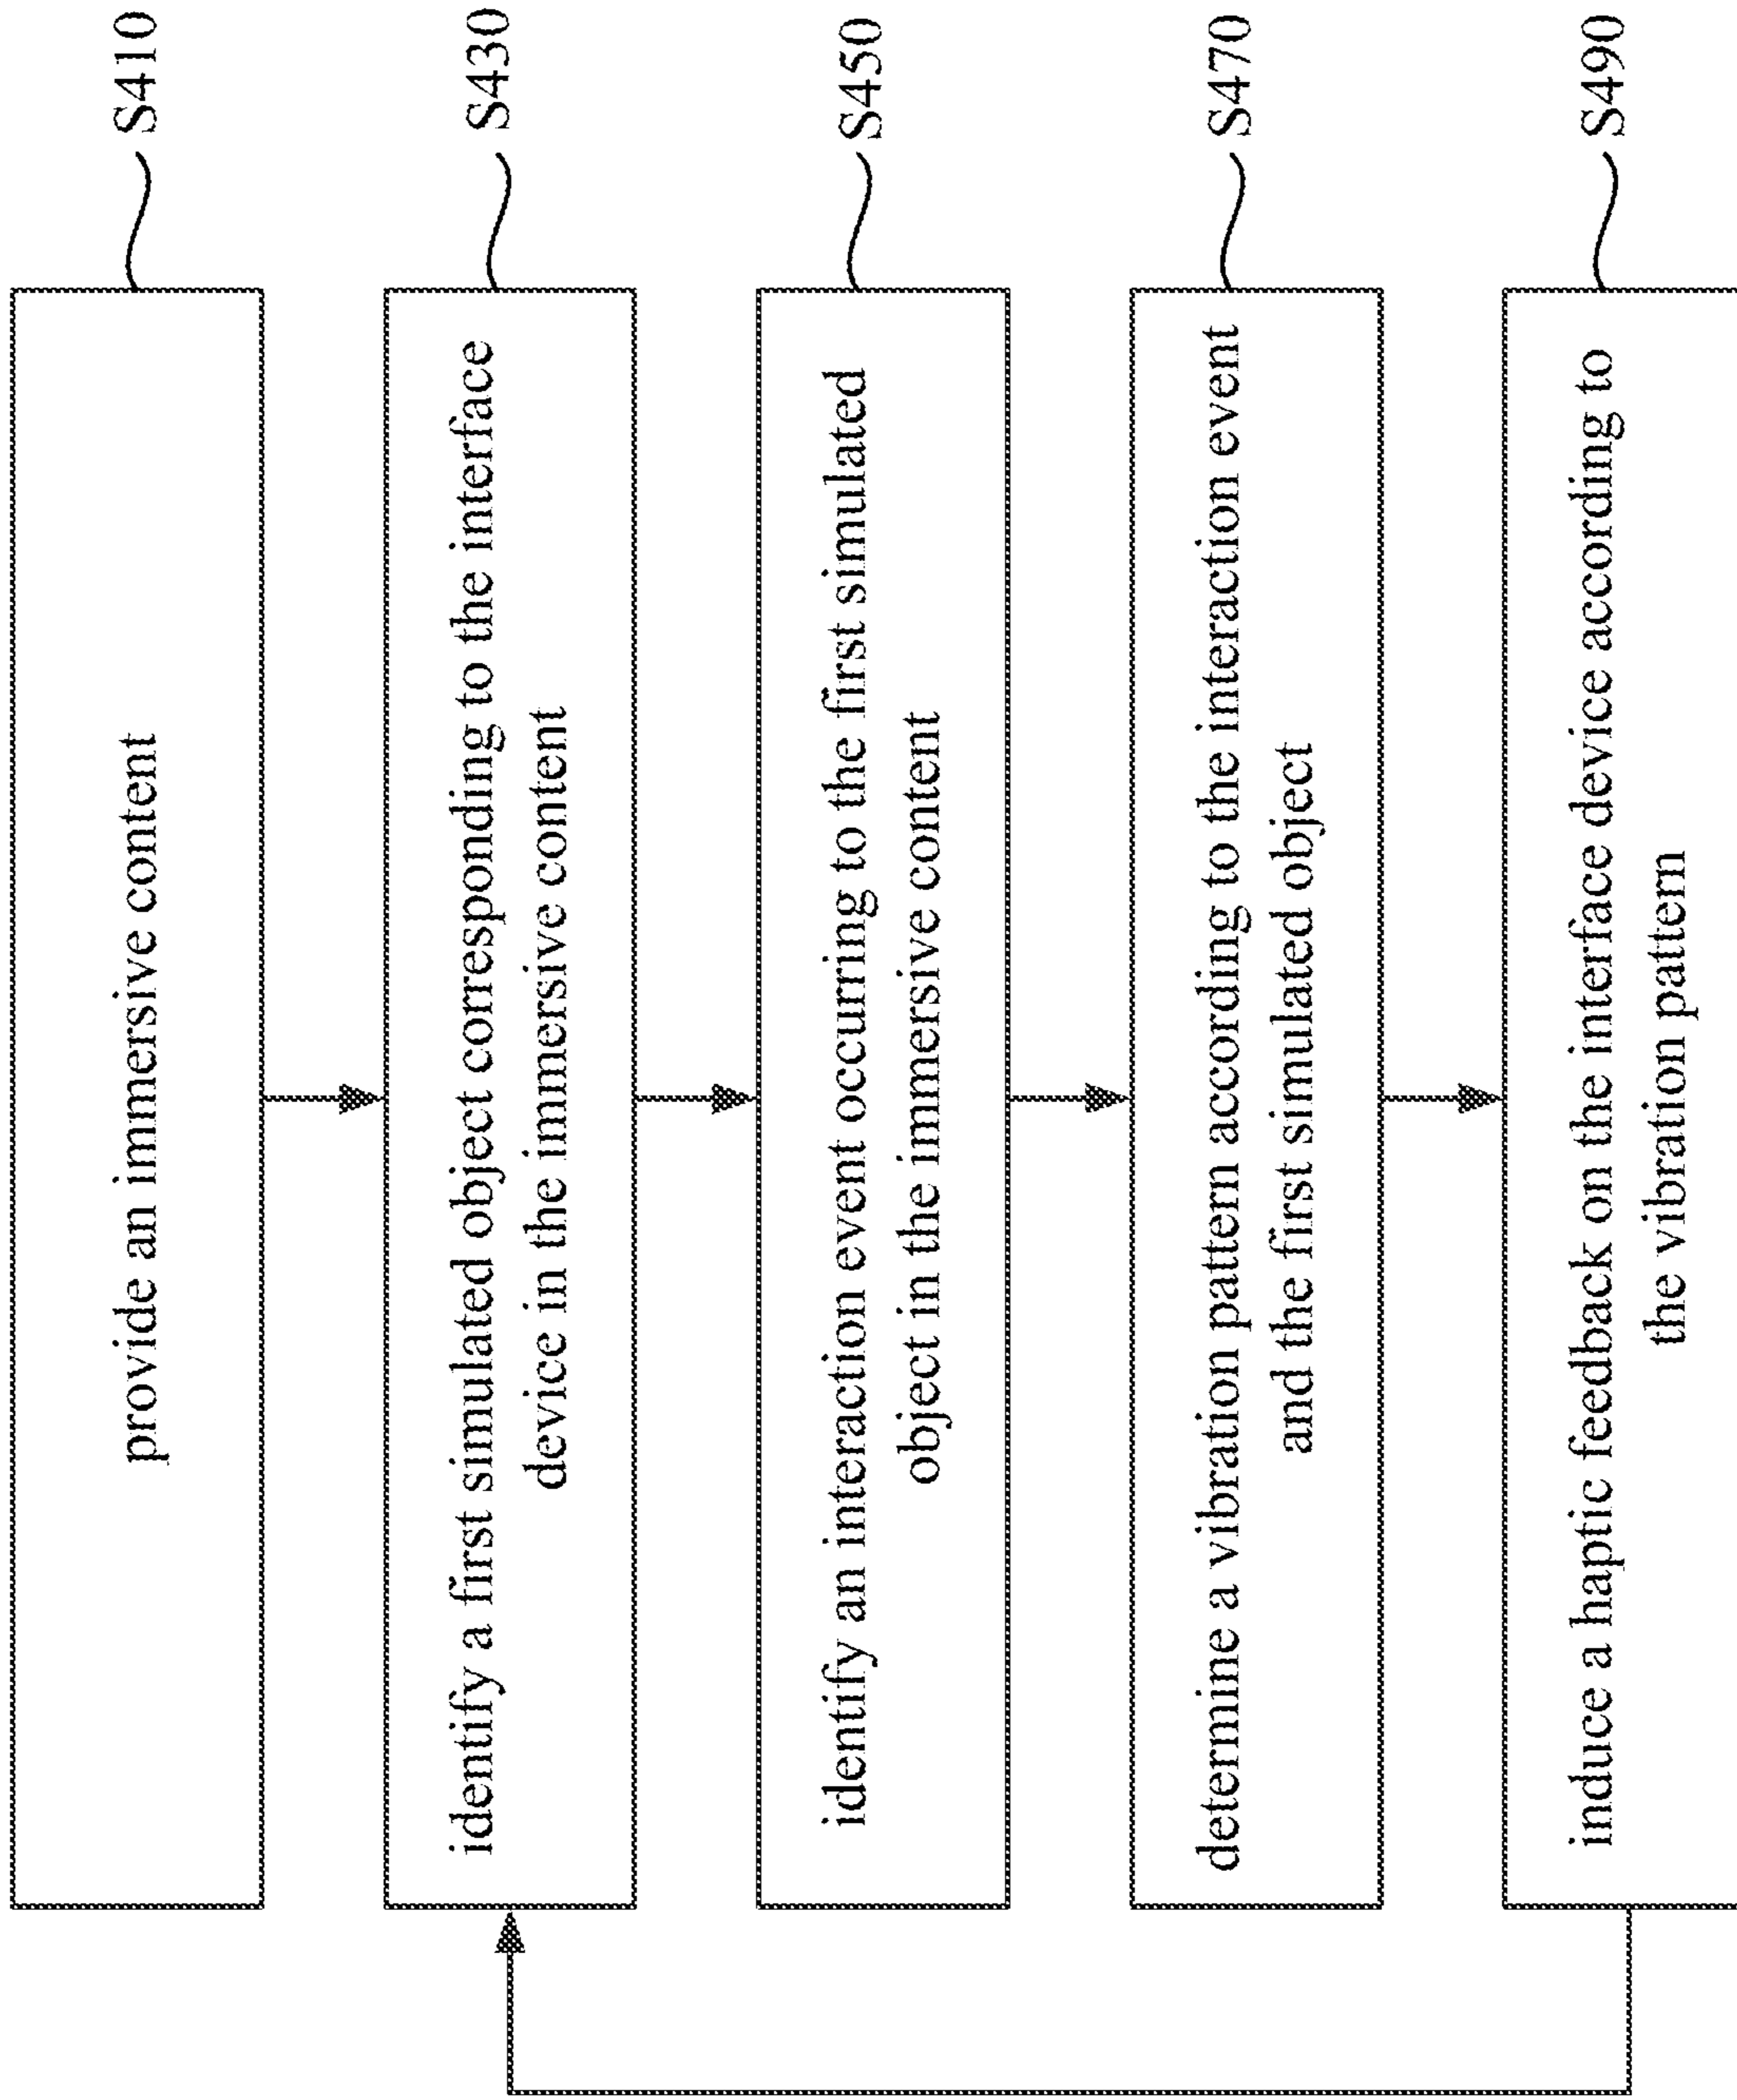 provide an immersive content
S410
identify a first simulated object corresponding to the interface
device in the immersive content
S430
identify an interaction event occurring to the first simulated
object in the immersive content
S450
determine a vibration pattern according to the interaction event
and the first simulated object
S470
induce a haptic feedback on the interface device according to
the vibration pattern
S490